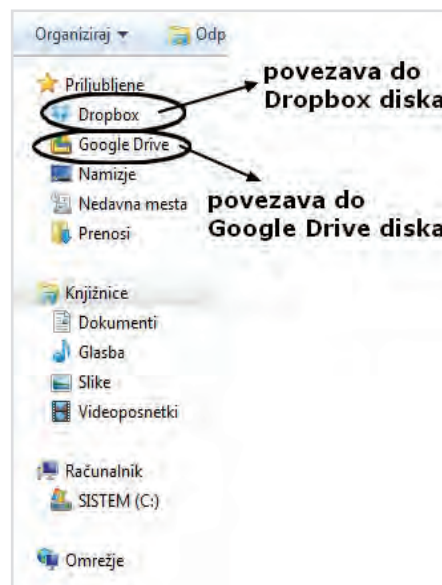 Organiziraj
Odp
Priljubljene
povezava do
Dropbox diska
Dropbox
Google Drive
Namizje
Nedavna mesta
povezava do
Google Drive diska
Prenosi
Knjižnice
Dokumenti
Glasba
Slike
Videoposnetki
Računalnik
SISTEM (C:)
Omrežje